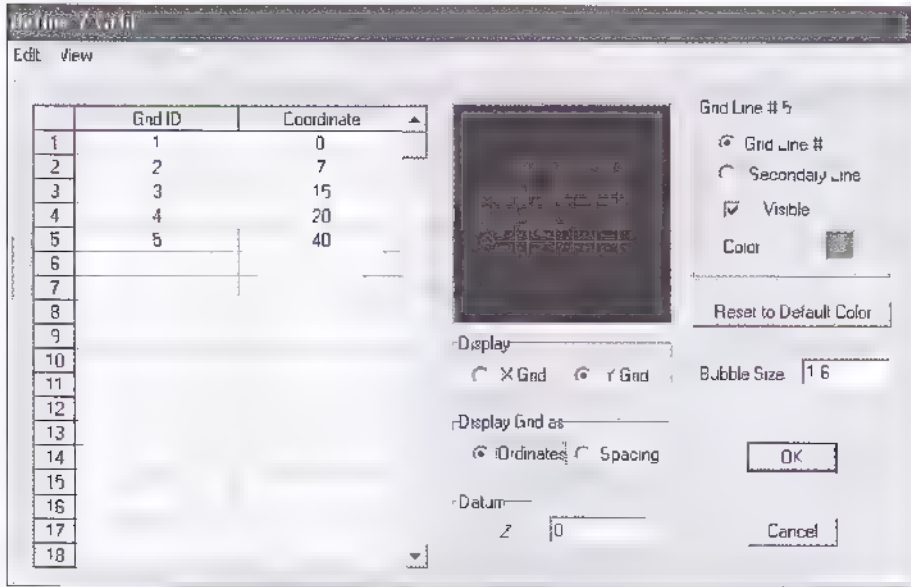 Edit View
Grid ID Coordinate
1 1 0
2 2 7
3 3 15
4 4 20
5 5 40
6
7
8
9
10
11
12
13
14
15
16
17
18
Grid Line # 5
Grid Line #
Secondary Line
Visible
Color
Reset to Default Color
Display
X Grid Y Grid
Bubble Size 1.6
Display Grid as
Ordinates Spacing
OK
Datum
Z 0
Cancel